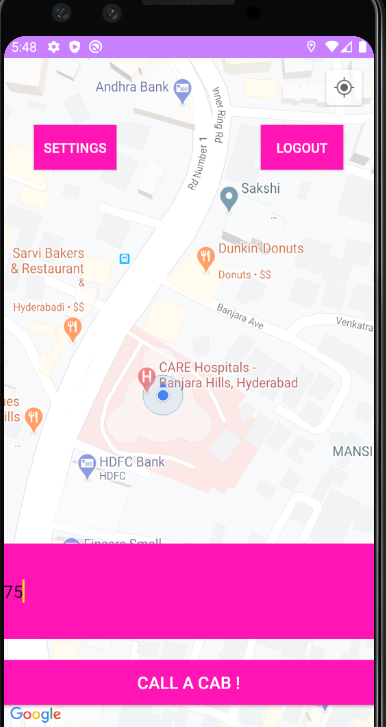 5:48
Andhra Bank
Inner Ring Rd
SETTINGS
LOGOUT
Rd Number 1
Sakshi
Sarvi Bakers
& Restaurant
&
Dunkin' Donuts
Donuts • $$
Hyderabadi • $$
Banjara Ave
Venkatra
H
CARE Hospitals -
Banjara Hills, Hyderabad
nes
ills
MANSI
HDFC Bank
HDFC
Fincare Small
75
CALL A CAB !
Google